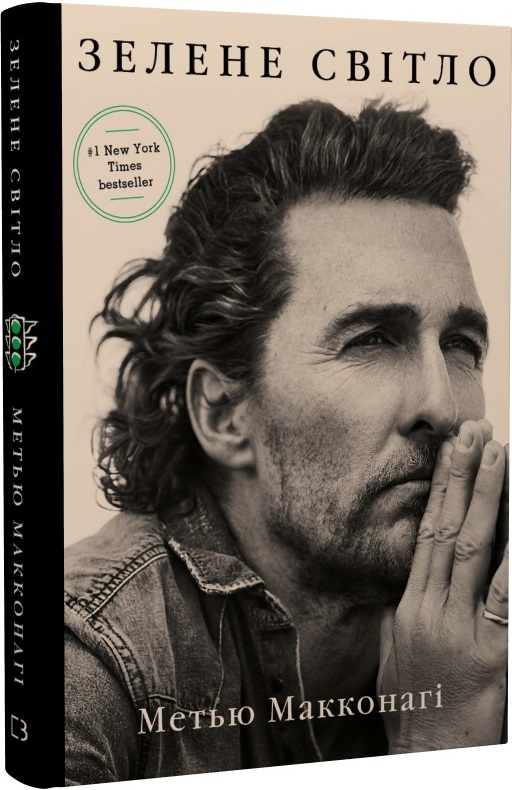 ЗЕЛЕНЕ СВІТЛО
#1 New York
Times
bestseller
Метью Макконагі
ЗЕЛЕНЕ СВІТЛО
МЕТЬЮ МАККОНАГІ